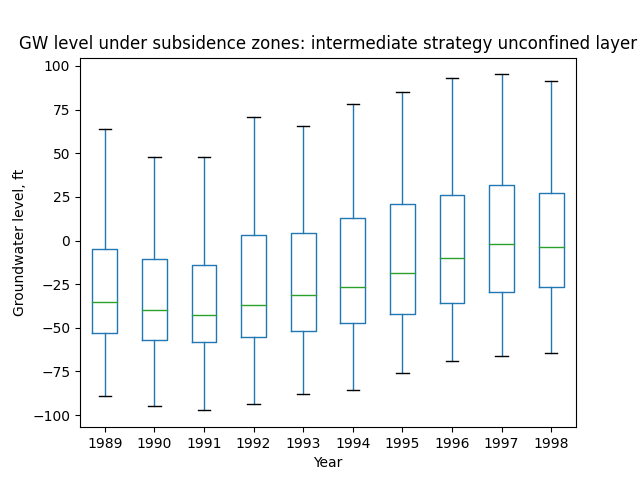 GW level under subsidence zones: intermediate strategy unconfined layer
100
75
50
25
0
−25
−50
−75
−100
Groundwater level, ft
1989 1990 1991 1992 1993 1994 1995 1996 1997 1998
Year